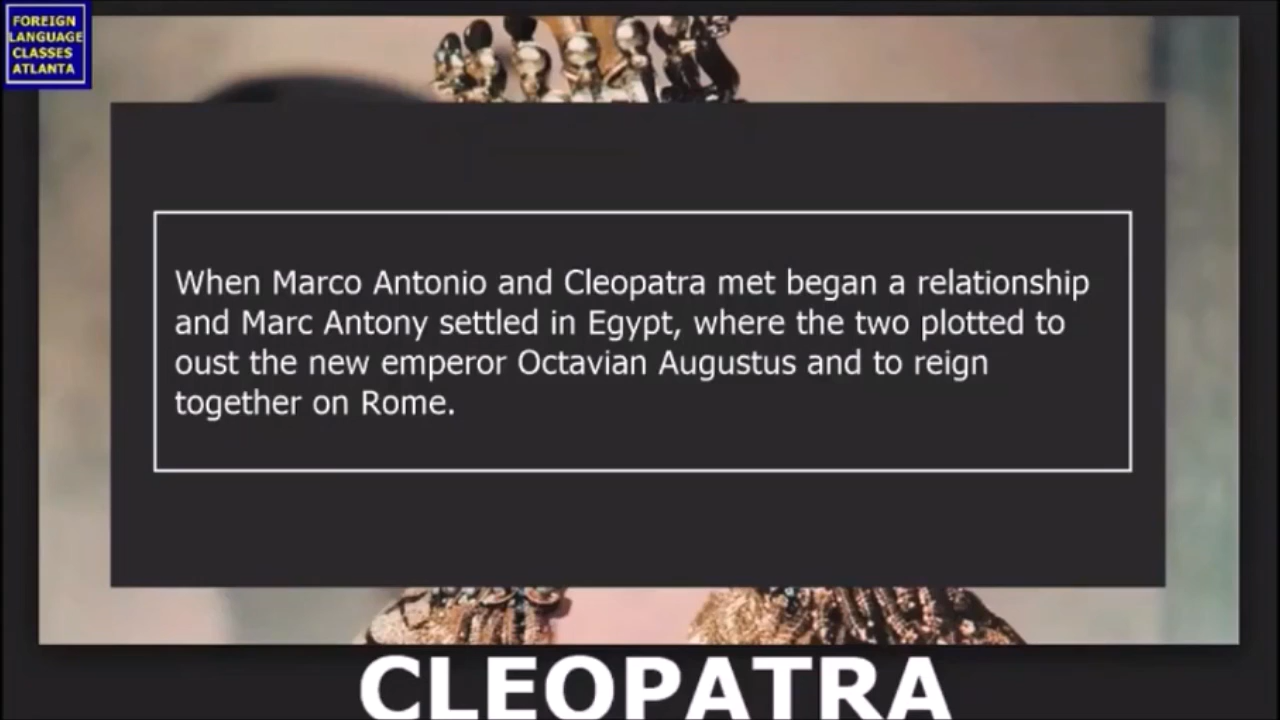 FOREIGN
LANGUAGE
CLASSES
ATLANTA
When Marco Antonio and Cleopatra met began a relationship
and Marc Antony settled in Egypt, where the two plotted to
oust the new emperor Octavian Augustus and to reign
together on Rome.
CLEOPATRA